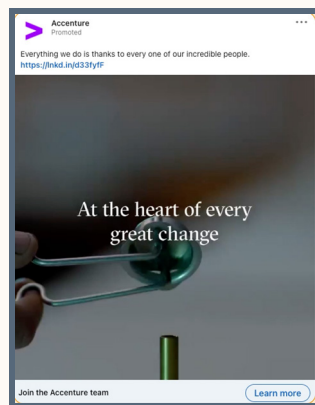 Accenture
Promoted
Everything we do is thanks to every one of our incredible people.
https://lnkd.in/d33fyfF
At the heart of every
great change
Join the Accenture team
Learn more